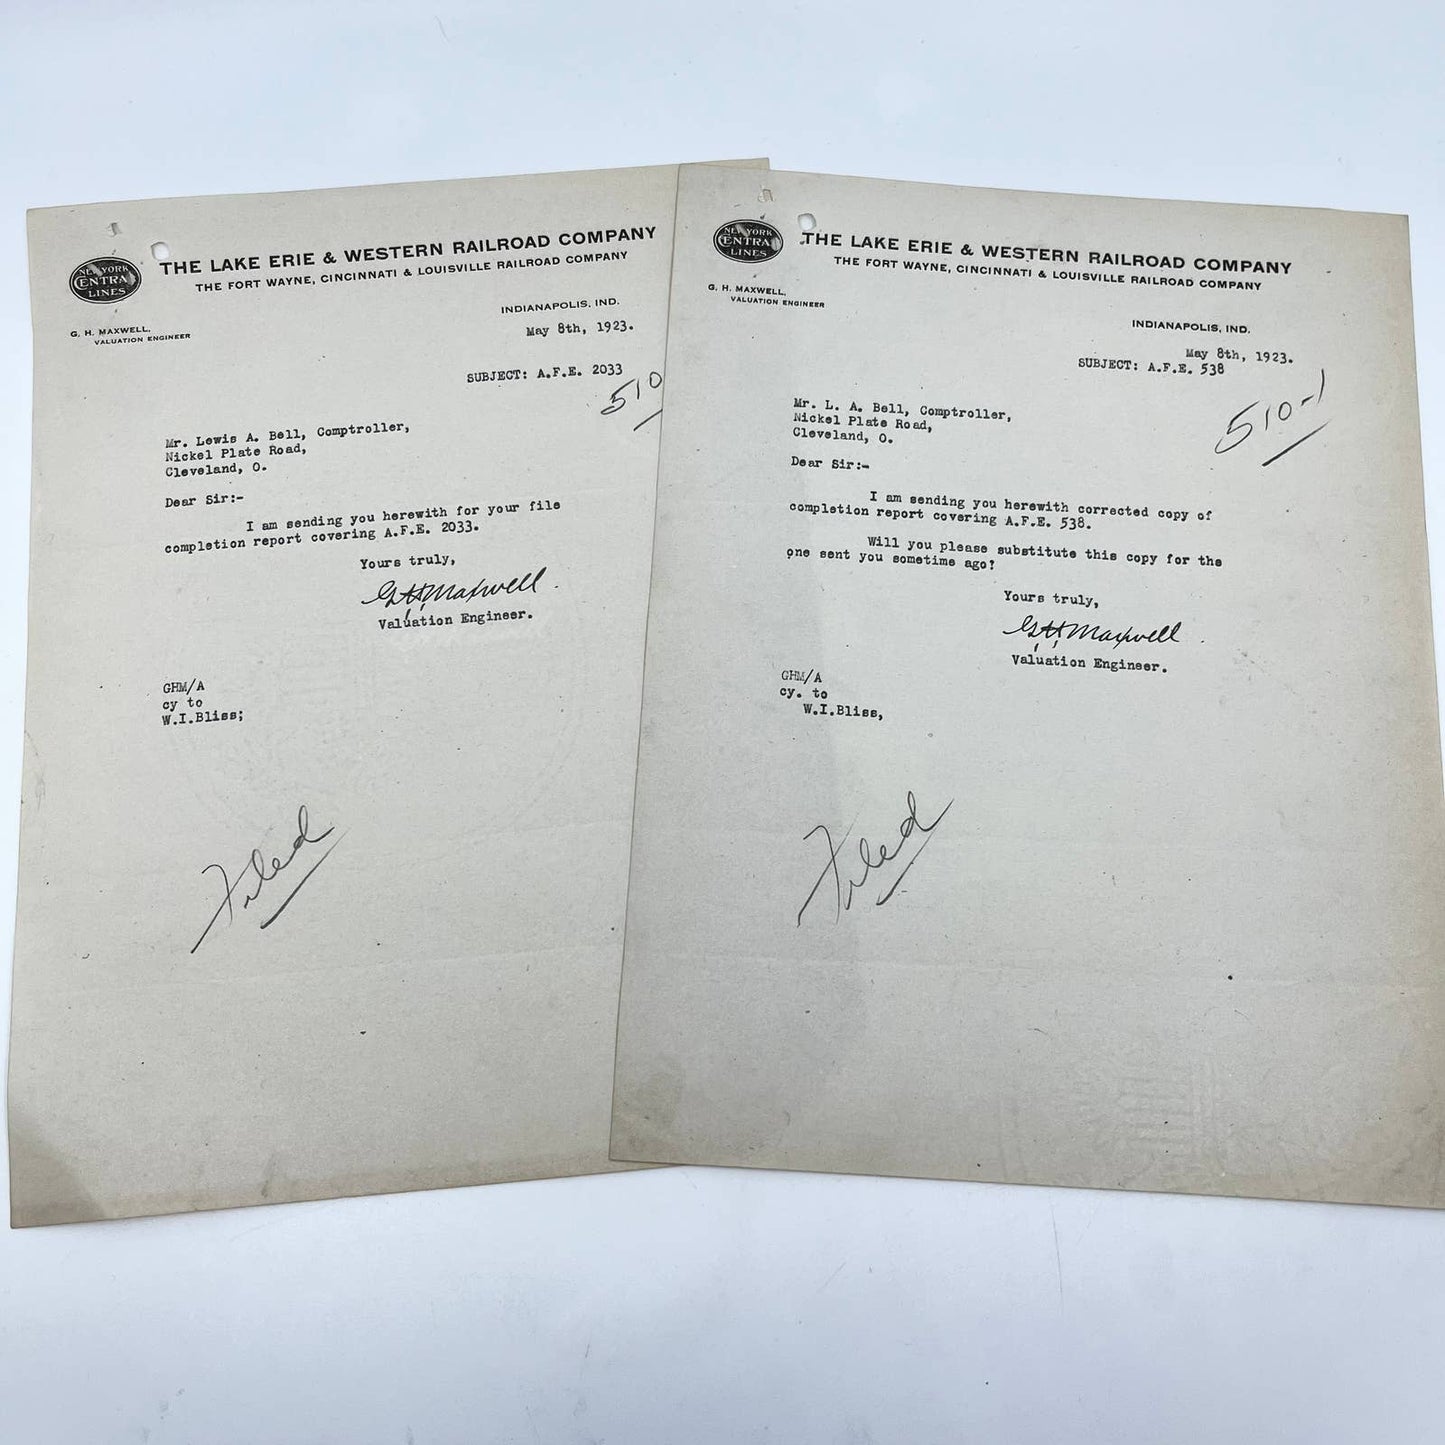 NEW YORK
CENTRAL
LINES
THE LAKE ERIE & WESTERN RAILROAD COMPANY
THE FORT WAYNE, CINCINNATI & LOUISVILLE RAILROAD COMPANY
G. H. MAXWELL,
VALUATION ENGINEER
INDIANAPOLIS, IND.
May 8th, 1923.
SUBJECT: A.F.E. 2033
510
Mr. Lewis A. Bell, Comptroller,
Nickel Plate Road,
Cleveland, O.
Dear Sir:-
I am sending you herewith for your file
completion report covering A.F.E. 2033.
Yours truly,
G.H. Maxwell.
Valuation Engineer.
GHM/A
cy to
W.I.Bliss;
Filed
NEW YORK
CENTRAL
LINES
THE LAKE ERIE & WESTERN RAILROAD COMPANY
THE FORT WAYNE, CINCINNATI & LOUISVILLE RAILROAD COMPANY
G. H. MAXWELL,
VALUATION ENGINEER
INDIANAPOLIS, IND.
May 8th, 1923.
SUBJECT: A.F.E. 538
510-1
Mr. L. A. Bell, Comptroller,
Nickel Plate Road,
Cleveland, O.
Dear Sir:-
I am sending you herewith corrected copy of
completion report covering A.F.E. 538.
Will you please substitute this copy for the
one sent you sometime ago?
Yours truly,
G.H. Maxwell.
Valuation Engineer.
GHM/A
cy. to
W.I.Bliss,
Filed